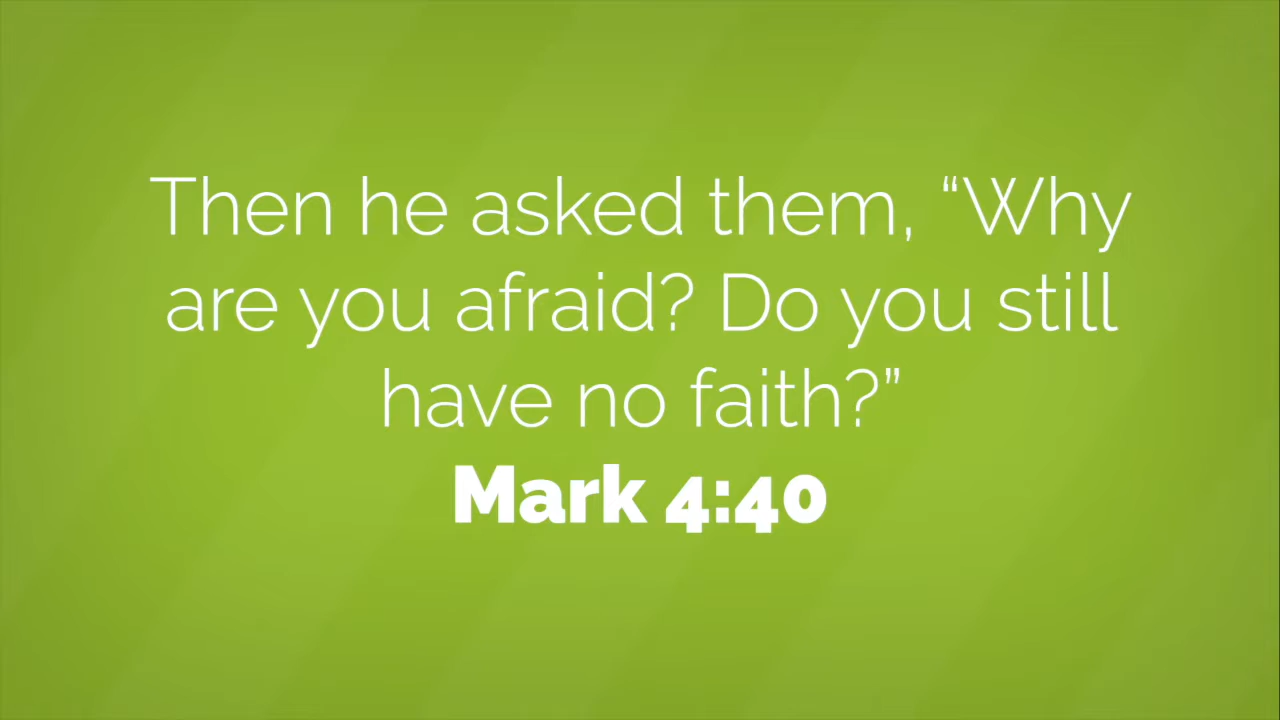 Then he asked them, “Why
are you afraid? Do you still
have no faith?”
Mark 4:40